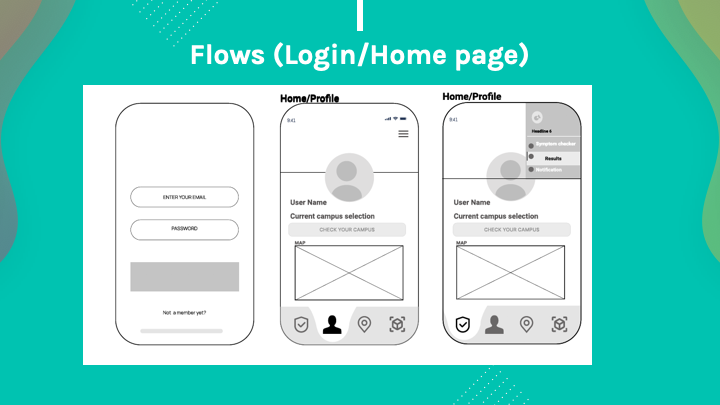 Flows (Login/Home page)
ENTER YOUR EMAIL
PASSWORD
Not a member yet?
Home/Profile
9:41
User Name
Current campus selection
CHECK YOUR CAMPUS
MAP
Home/Profile
9:41
Headline 6
Symptom checker
Results
Notification
User Name
Current campus selection
CHECK YOUR CAMPUS
MAP